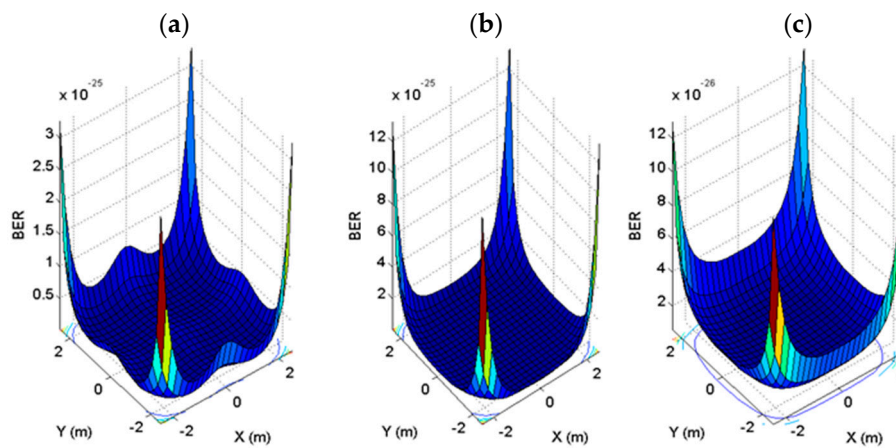 (a) (b) (c)
x 10 -25 x 10 -25 x 10 -26
3 12 12
2.5 10 10
2 8 8
1.5 6 6
1 4 4
0.5 2 2
BER BER BER
2 0 -2 2 0 -2 2 0 -2
-2 0 2 -2 0 2 -2 0 2
Y (m) X (m) Y (m) X (m) Y (m) X (m)